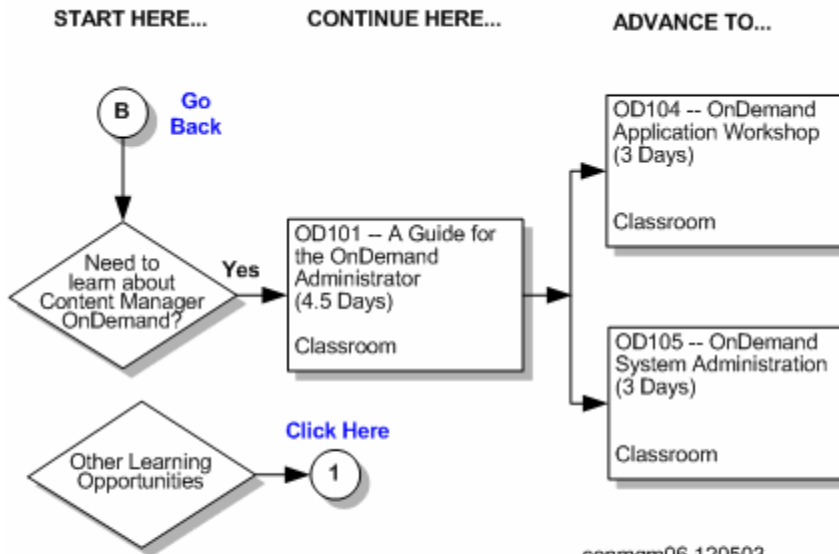 START HERE...
CONTINUE HERE...
ADVANCE TO...
B
Go
Back
Need to
learn about
Content Manager
OnDemand?
Yes
OD101 -- A Guide for
the OnDemand
Administrator
(4.5 Days)
Classroom
OD104 -- OnDemand
Application Workshop
(3 Days)
Classroom
OD105 -- OnDemand
System Administration
(3 Days)
Classroom
Other Learning
Opportunities
Click Here
1